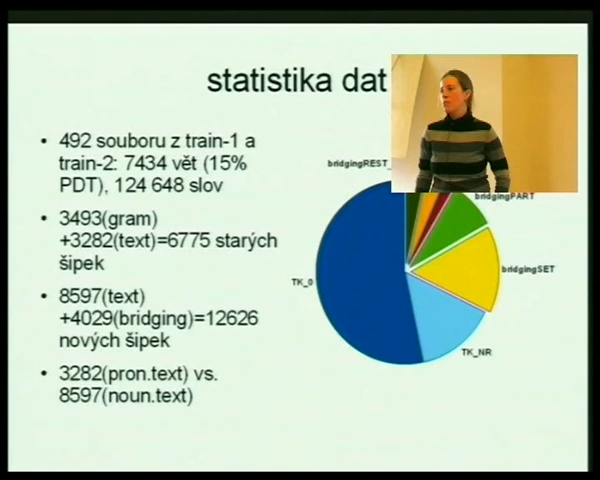 statistika dat
• 492 souboru z train-1 a
train-2: 7434 vět (15%
PDT), 124 648 slov
• 3493(gram)
+3282(text)=6775 starých
šipek
• 8597(text)
+4029(bridging)=12626
nových šipek
• 3282(pron.text) vs.
8597(noun.text)
bridgingREST_
bridgingPART
bridgingSET
TK_0
TK_NR